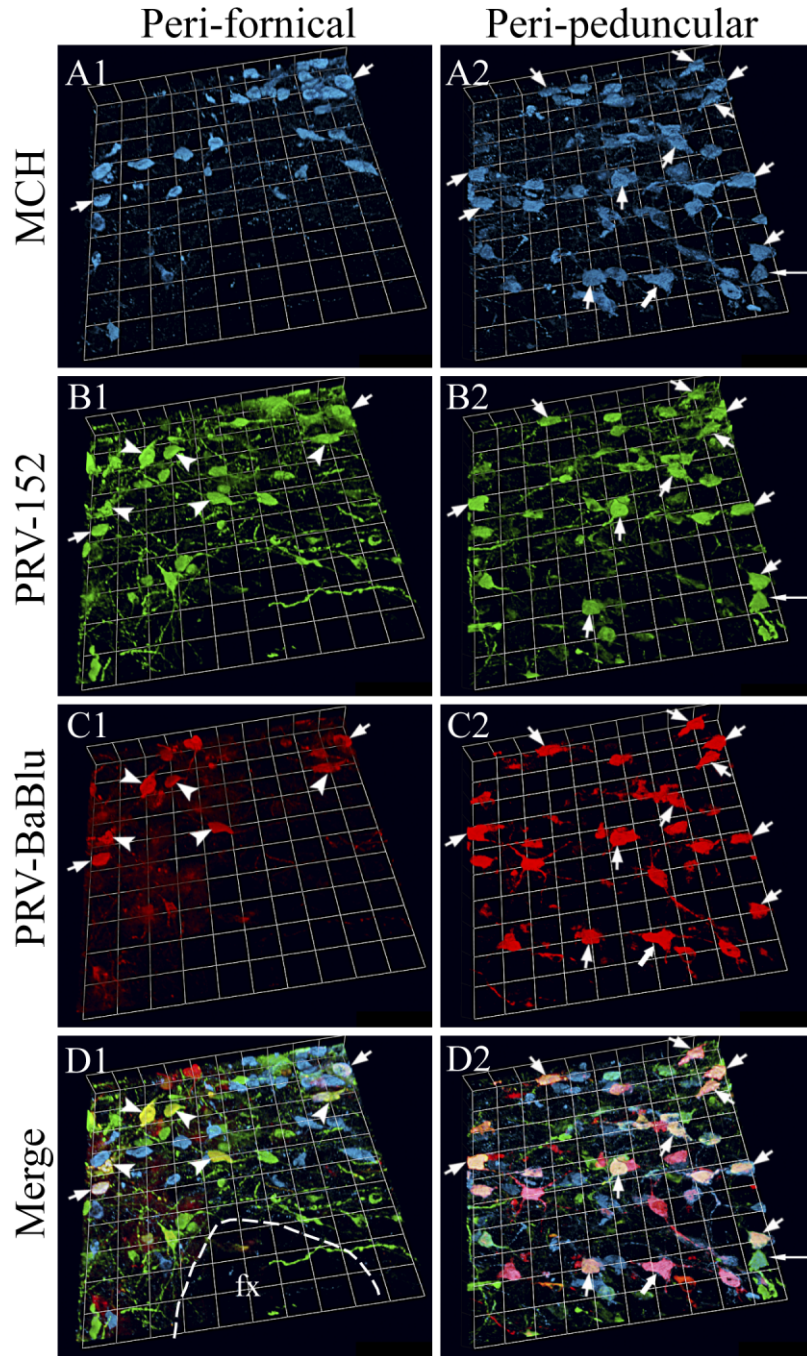 Peri-fornical Peri-peduncular
MCH
A1 A2
PRV-152
B1 B2
PRV-BaBlu
C1 C2
Merge
D1 D2
fx